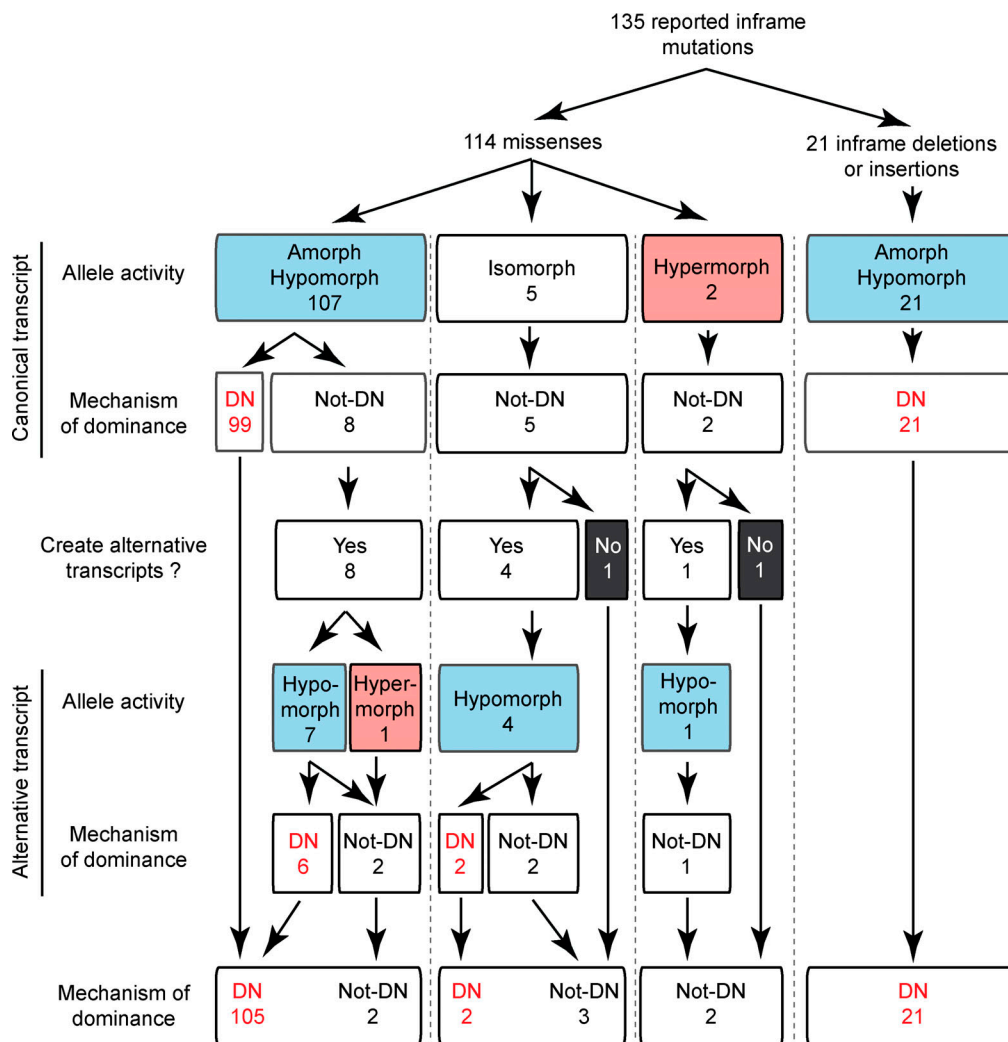 135 reported inframe
mutations
114 missenses
21 inframe deletions
or insertions
Canonical transcript
Allele activity
Amorph
Hypomorph
107
Isomorph
5
Hypermorph
2
Amorph
Hypomorph
21
Mechanism
of dominance
DN
99
Not-DN
8
Not-DN
5
Not-DN
2
DN
21
Create alternative
transcripts ?
Yes
8
Yes
4
No
1
Yes
1
No
1
Alternative transcript
Allele activity
Hypo-
morph
7
Hyper-
morph
1
Hypomorph
4
Hypo-
morph
1
Mechanism
of dominance
DN
6
Not-DN
2
DN
2
Not-DN
2
Not-DN
1
Mechanism of
dominance
DN
105
Not-DN
2
DN
2
Not-DN
3
Not-DN
2
DN
21